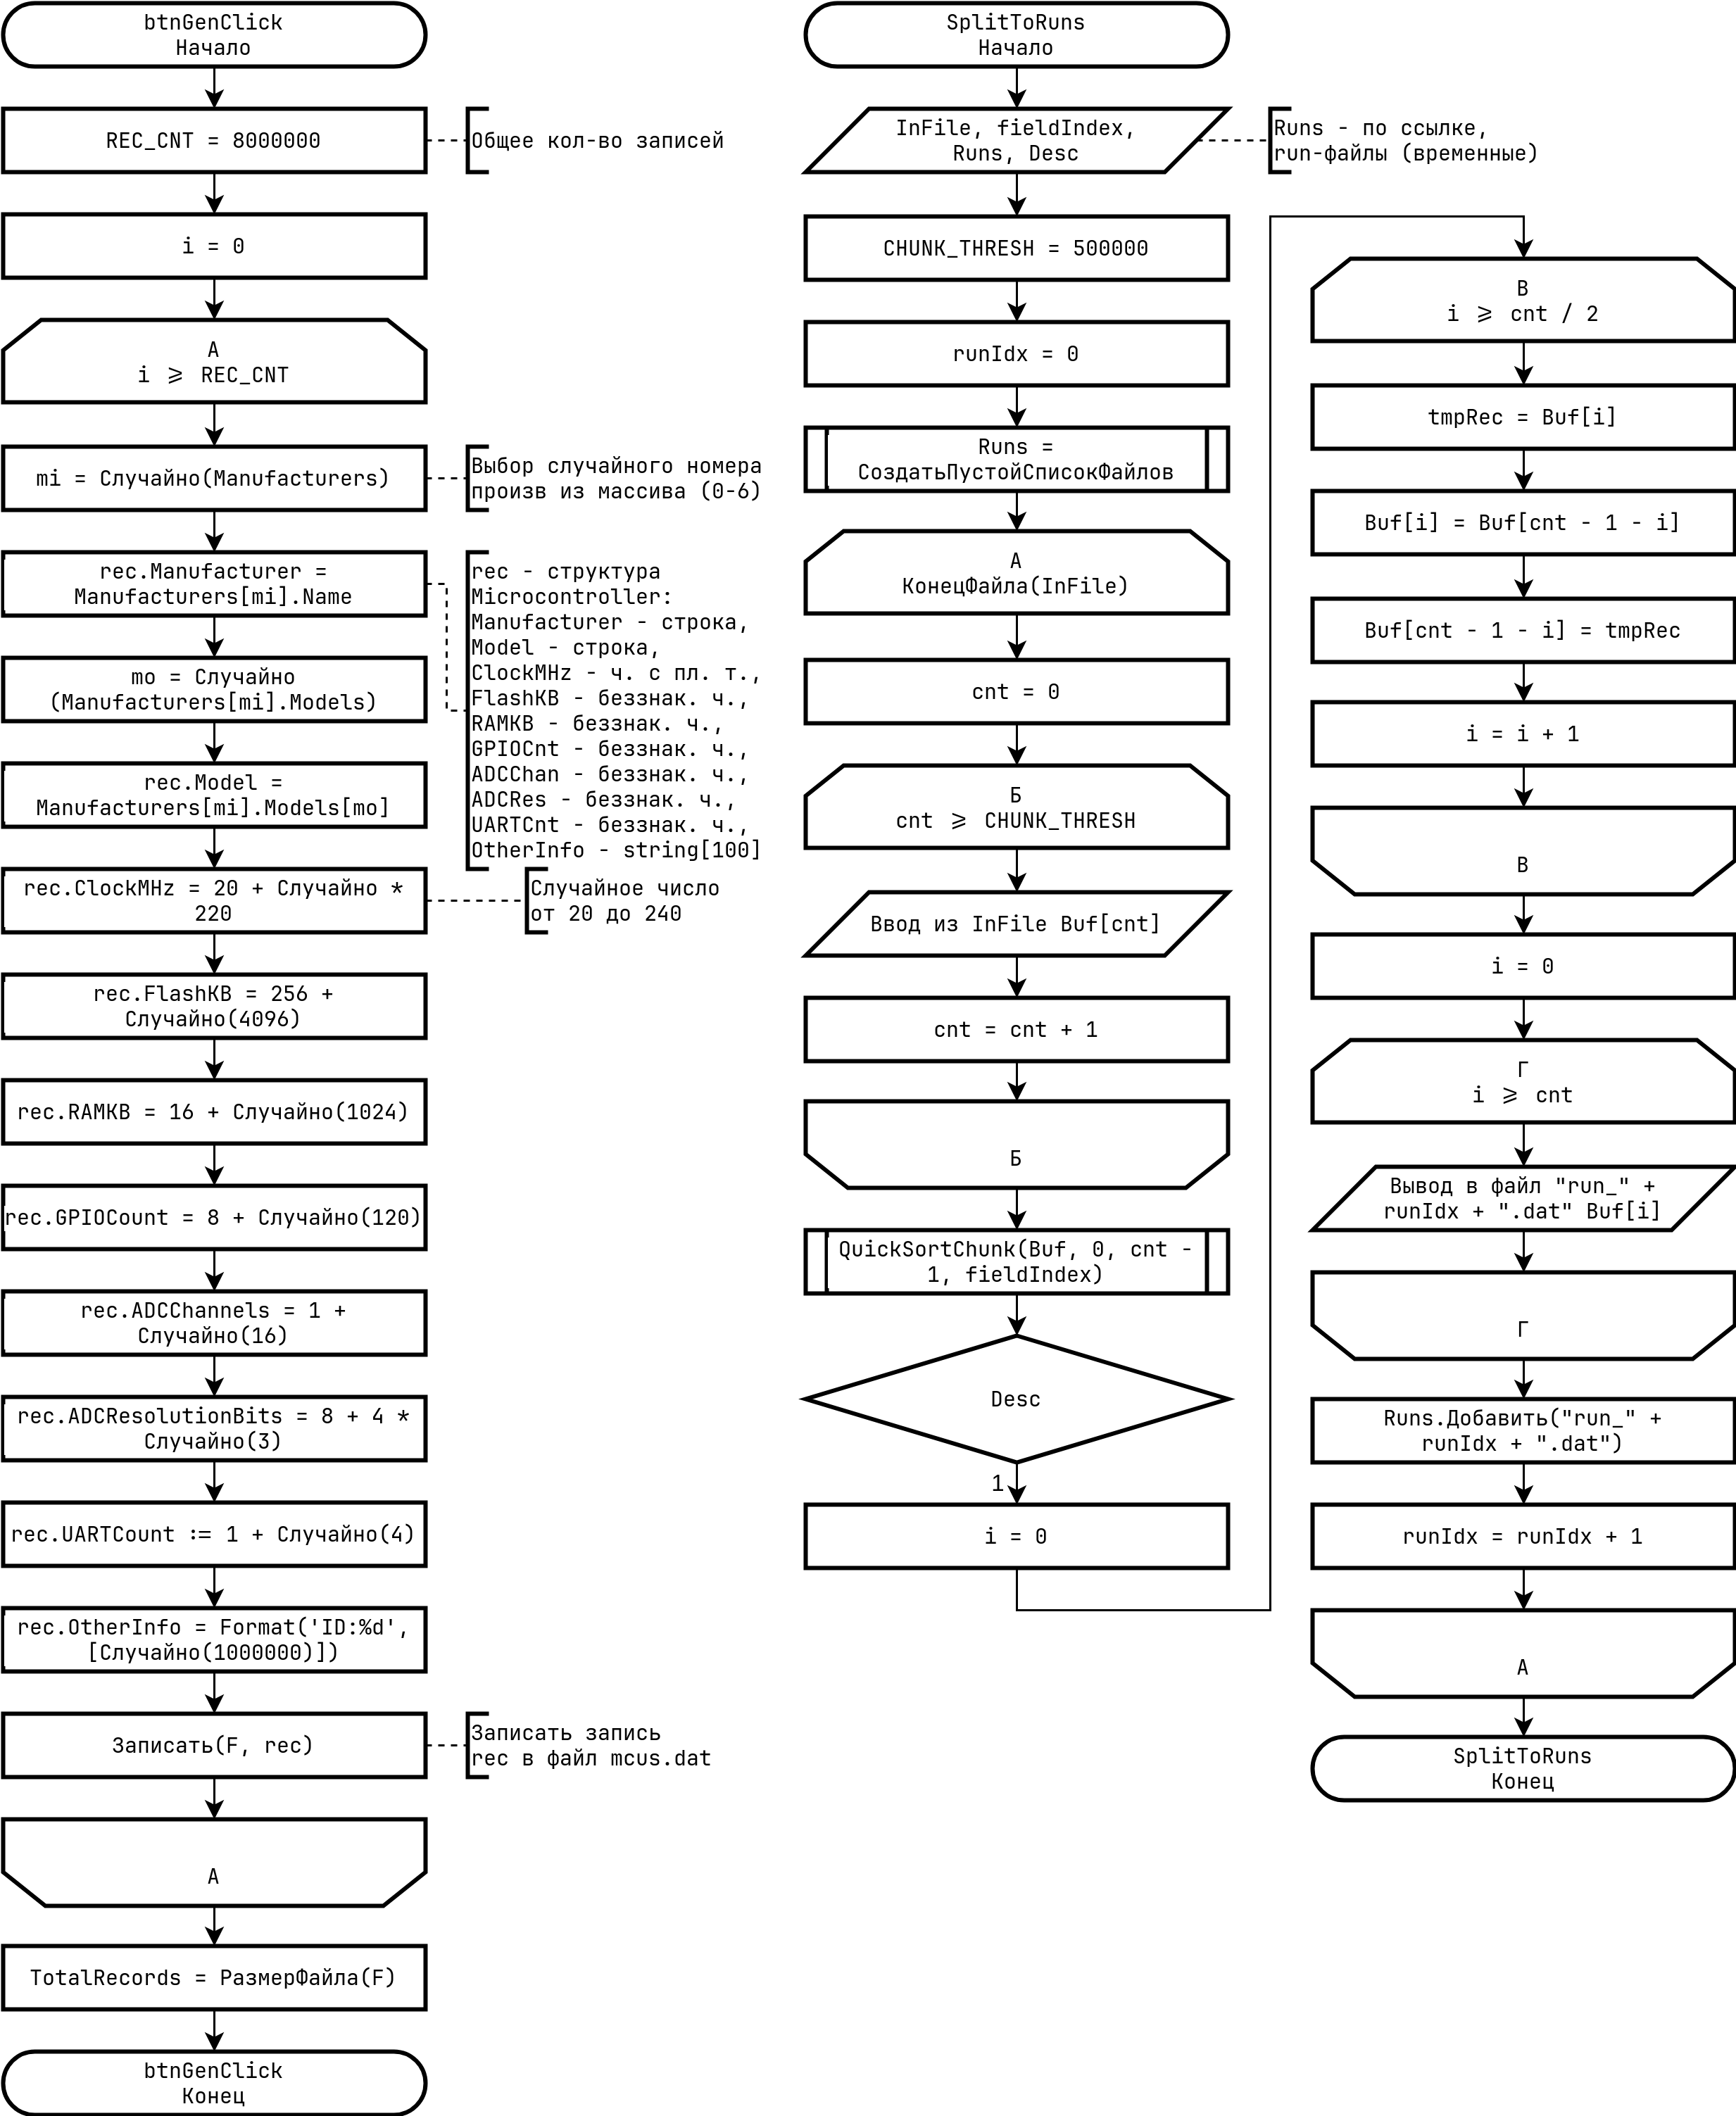 btnGenClick
Начало
REC_CNT = 8000000
Общее кол-во записей
i = 0
А
i ⩾ REC_CNT
mi = Случайно(Manufacturers)
Выбор случайного номера
произв из массива (0-6)
rec.Manufacturer =
Manufacturers[mi].Name
rec - структура
Microcontroller:
Manufacturer - строка,
Model - строка,
ClockMHz - ч. с пл. т.,
FlashKB - беззнак. ч.,
RAMKB - беззнак. ч.,
GPIOCnt - беззнак. ч.,
ADCChan - беззнак. ч.,
ADCRes - беззнак. ч.,
UARTCnt - беззнак. ч.,
OtherInfo - string[100]
mo = Случайно
(Manufacturers[mi].Models)
rec.Model =
Manufacturers[mi].Models[mo]
rec.ClockMHz = 20 + Случайно *
220
Случайное число
от 20 до 240
rec.FlashKB = 256 +
Случайно(4096)
rec.RAMKB = 16 + Случайно(1024)
rec.GPIOCount = 8 + Случайно(120)
rec.ADCChannels = 1 +
Случайно(16)
rec.ADCResolutionBits = 8 + 4 *
Случайно(3)
rec.UARTCount := 1 + Случайно(4)
rec.OtherInfo = Format('ID:%d',
[Случайно(1000000)])
Записать(F, rec)
Записать запись
rec в файл mcus.dat
А
TotalRecords = РазмерФайла(F)
btnGenClick
Конец
SplitToRuns
Начало
InFile, fieldIndex,
Runs, Desc
Runs - по ссылке,
run-файлы (временные)
CHUNK_THRESH = 500000
runIdx = 0
Runs =
СоздатьПустойСписокФайлов
А
КонецФайла(InFile)
cnt = 0
Б
cnt ⩾ CHUNK_THRESH
Ввод из InFile Buf[cnt]
cnt = cnt + 1
Б
QuickSortChunk(Buf, 0, cnt -
1, fieldIndex)
Desc
1
i = 0
В
i ⩾ cnt / 2
tmpRec = Buf[i]
Buf[i] = Buf[cnt - 1 - i]
Buf[cnt - 1 - i] = tmpRec
i = i + 1
В
i = 0
Г
i ⩾ cnt
Вывод в файл "run_" +
runIdx + ".dat" Buf[i]
Г
Runs.Добавить("run_" +
runIdx + ".dat")
runIdx = runIdx + 1
А
SplitToRuns
Конец